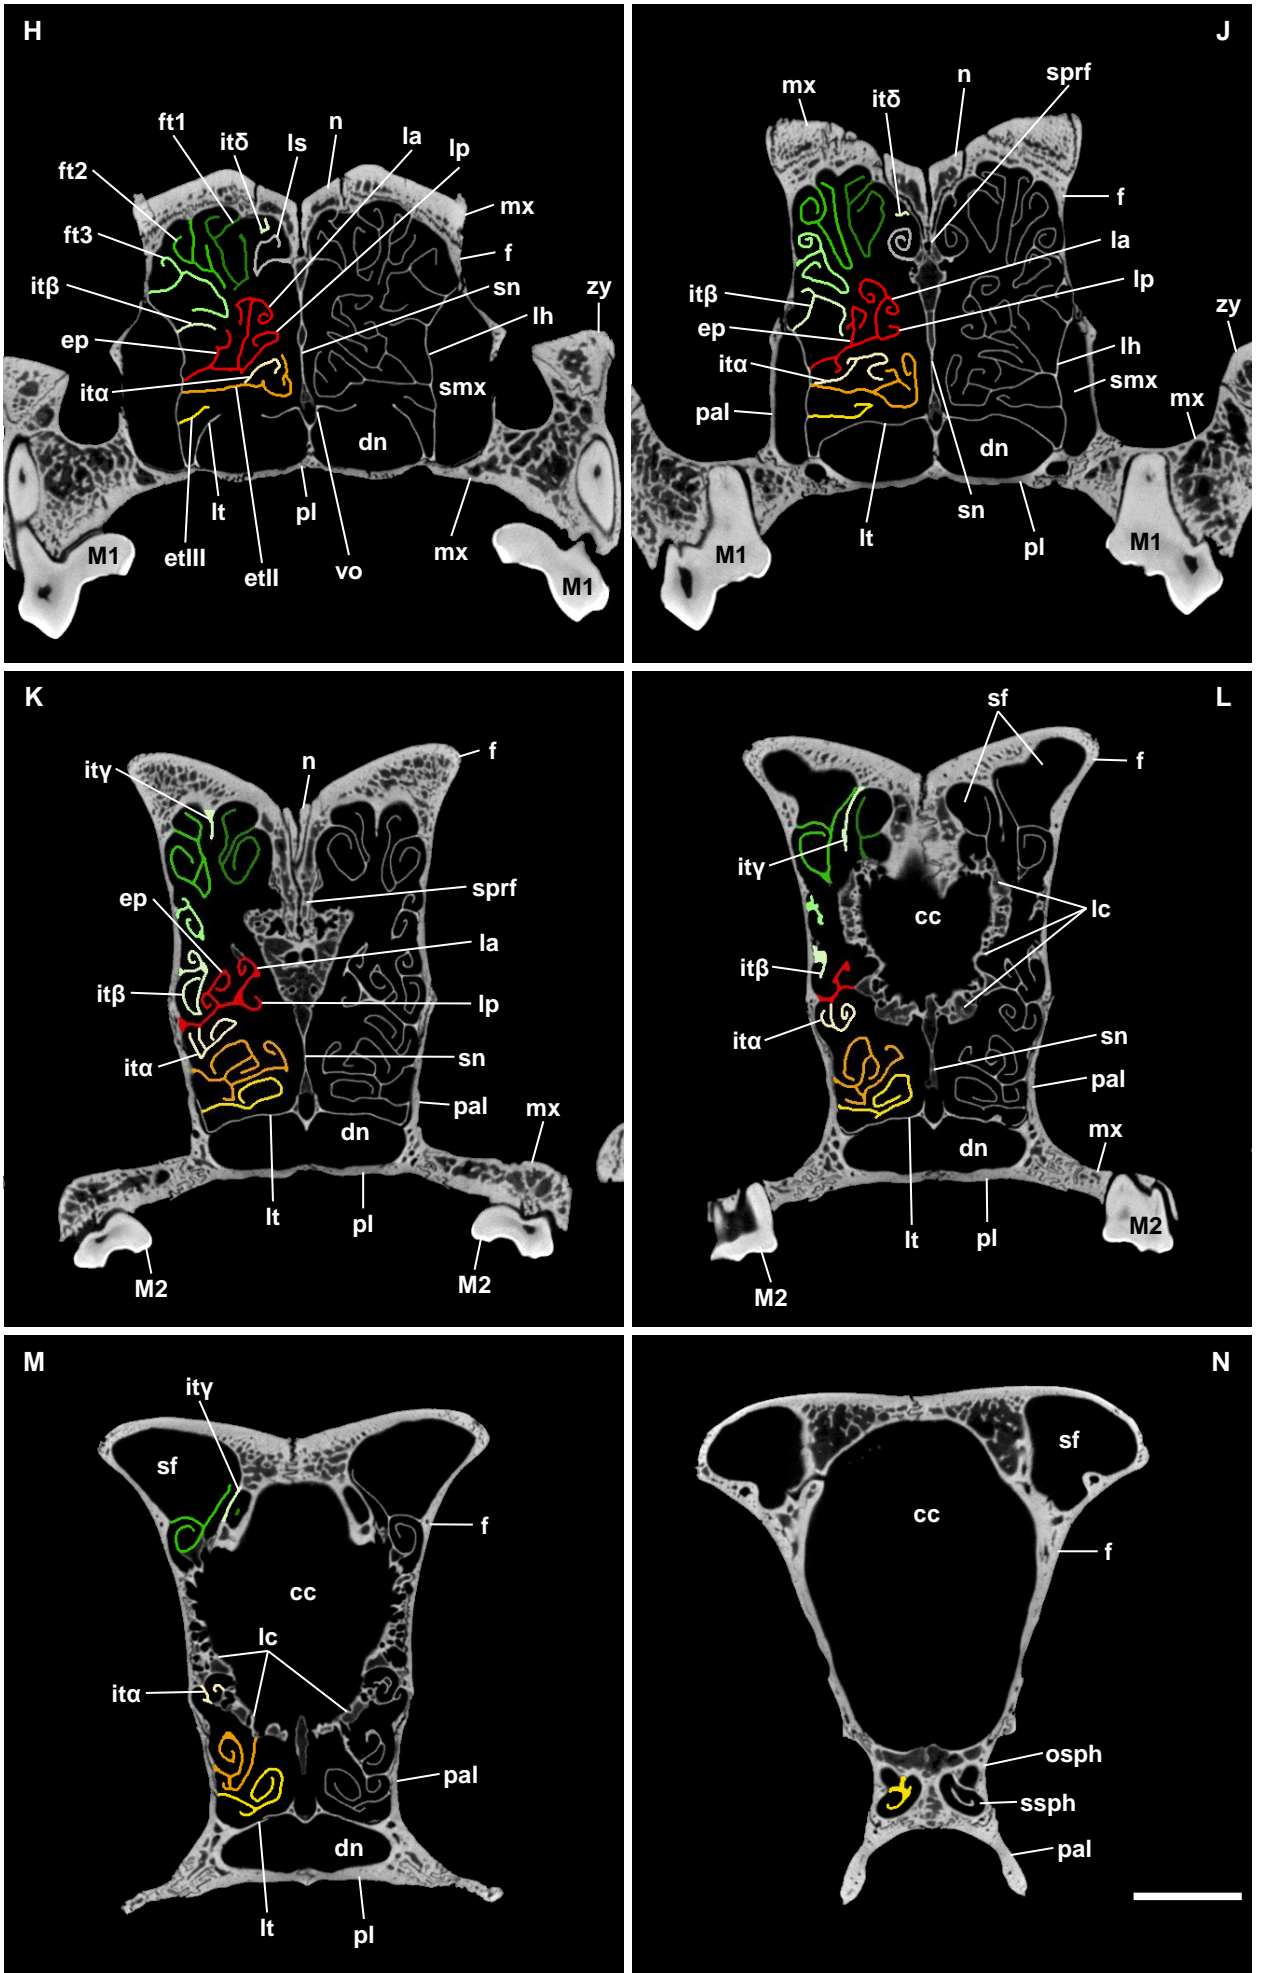 H
ft1
itδ
ls
n
la
lp
ft2
mx
ft3
f
itβ
sn
zy
ep
lh
itα
smx
dn
lt
pl
etIII
etII
vo
mx
M1
M1
J
mx
itδ
n
sprf
f
la
lp
itβ
zy
ep
lh
itα
smx
pal
mx
dn
lt
sn
pl
M1
M1
K
n
f
itγ
ep
sprf
la
itβ
lp
itα
sn
pal
mx
dn
lt
pl
M2
M2
L
sf
f
itγ
cc
lc
itβ
itα
sn
pal
mx
dn
lt
pl
M2
M2
M
itγ
sf
f
cc
lc
itα
pal
dn
lt
pl
N
sf
cc
f
osph
ssph
pal